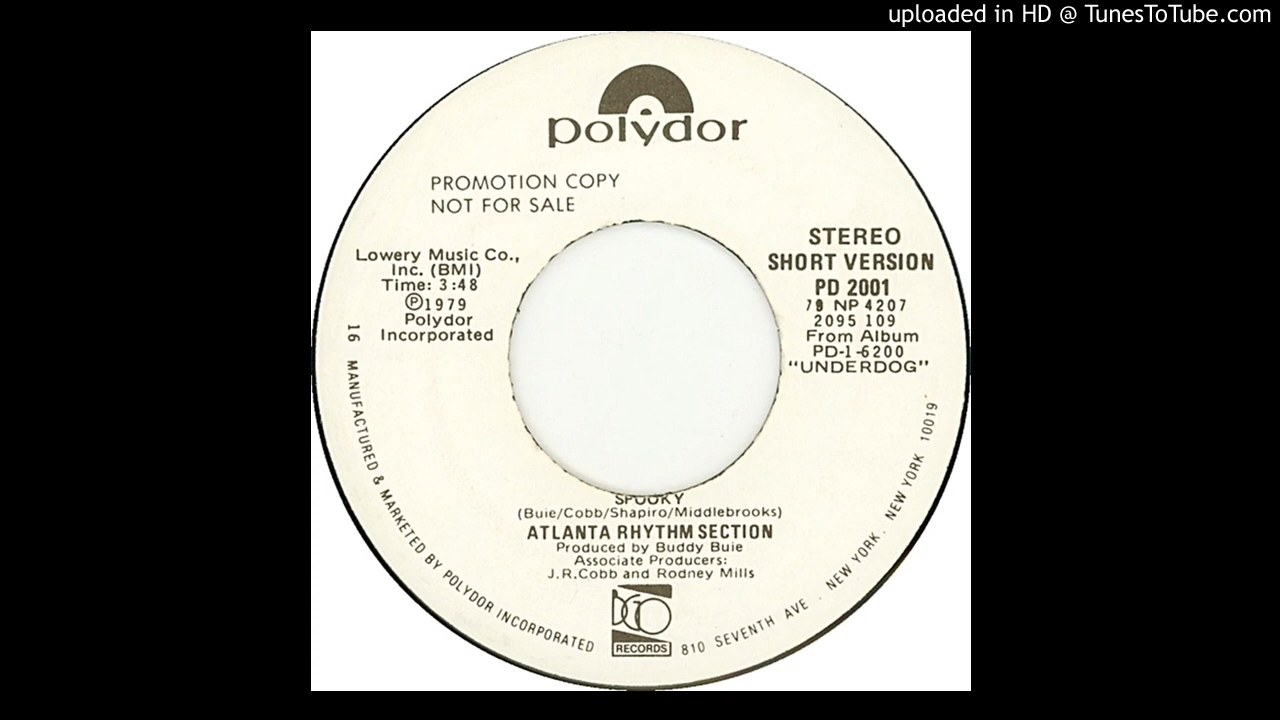 uploaded in HD @ TunesToTube.com
polydor
PROMOTION COPY
NOT FOR SALE
Lowery Music Co.,
Inc. (BMI)
Time: 3:48
Ⓟ1979
Polydor
Incorporated
STEREO
SHORT VERSION
PD 2001
79 NP 4207
2095 109
From Album
PD-1-6200
"UNDERDOG"
SPOOKY
(Buie/Cobb/Shapiro/Middlebrooks)
ATLANTA RHYTHM SECTION
Produced by Buddy Buie
Associate Producers:
J.R.Cobb and Rodney Mills
BGO
RECORDS
16 MANUFACTURED & MARKETED BY POLYDOR INCORPORATED 810 SEVENTH AVE . NEW YORK. NEW YORK 10019